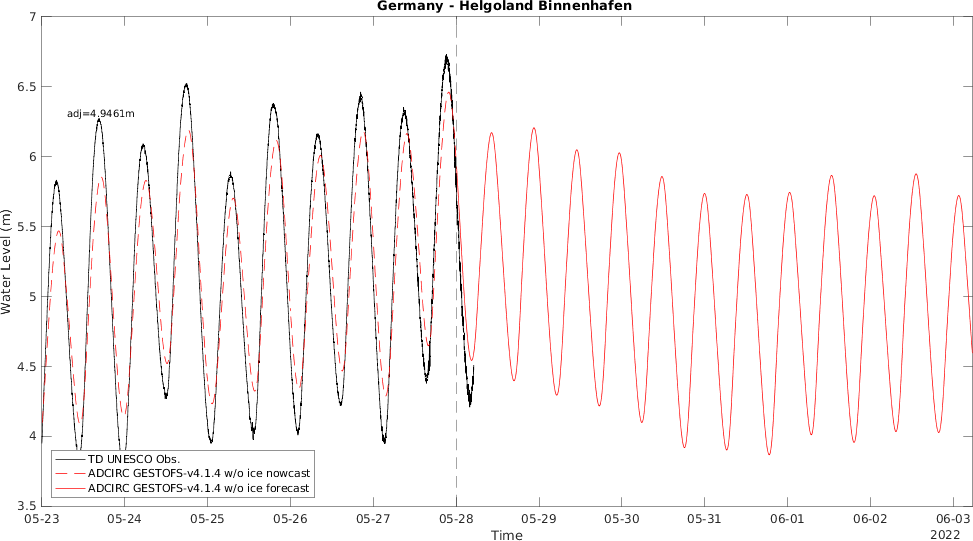 Germany - Helgoland Binnenhafen
7
6.5
6
5.5
5
4.5
4
3.5
Water Level (m)
adj=4.9461m
TD UNESCO Obs.
ADCIRC GESTOFS-v4.1.4 w/o ice nowcast
ADCIRC GESTOFS-v4.1.4 w/o ice forecast
05-23 05-24 05-25 05-26 05-27 05-28 05-29 05-30 05-31 06-01 06-02 06-03
Time
2022